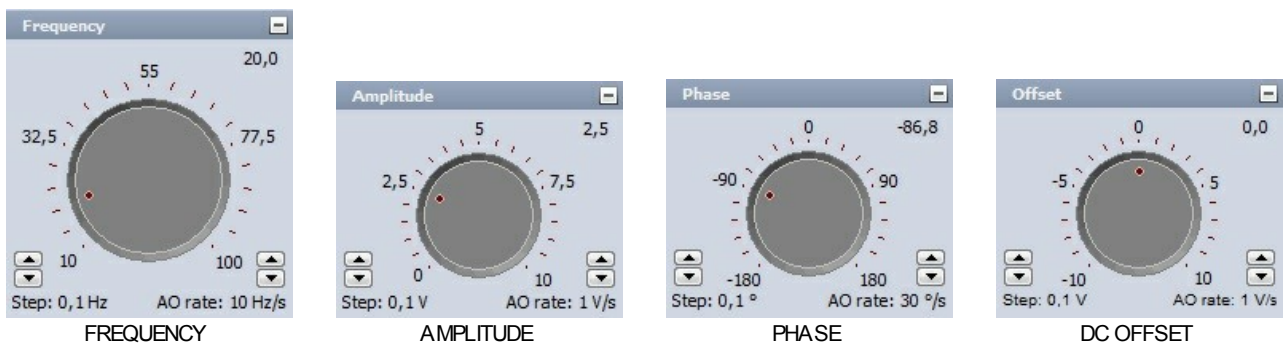 Frequency
20,0
55
32,5
77,5
10
100
Step: 0,1 Hz
AO rate: 10 Hz/s
FREQUENCY
Amplitude
2,5
5
2,5
7,5
0
10
Step: 0,1 V
AO rate: 1 V/s
AMPLITUDE
Phase
-86,8
0
-90
90
-180
180
Step: 0,1 °
AO rate: 30 °/s
PHASE
Offset
0,0
0
-5
5
-10
10
Step: 0,1 V
AO rate: 1 V/s
DC OFFSET